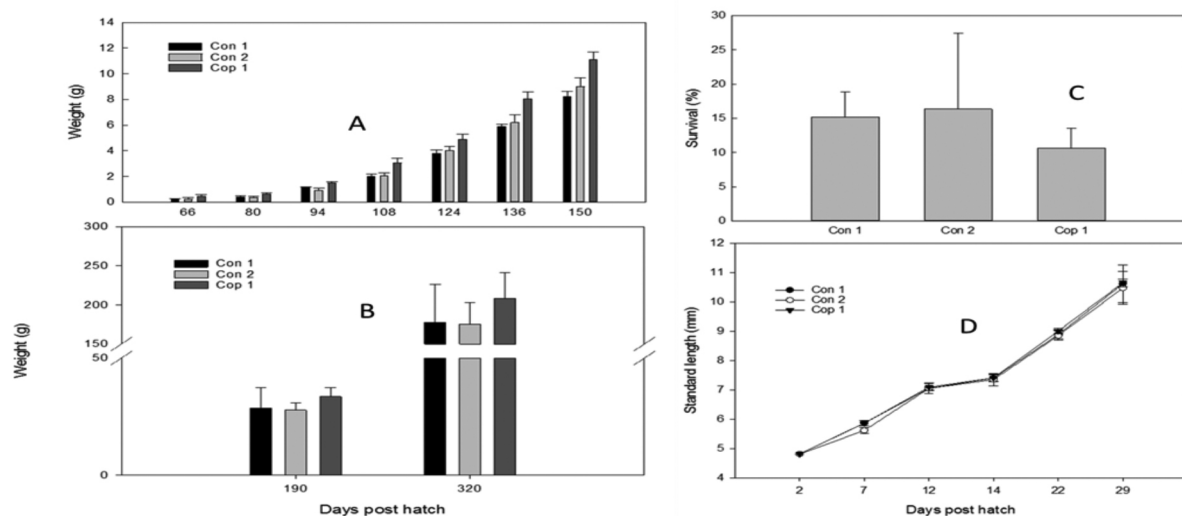 14
12
10
8
6
4
2
0
Weight (g)
Con 1
Con 2
Cop 1
A
66 80 94 108 124 136 150
300
250
200
150
50
0
Weight (g)
Con 1
Con 2
Cop 1
B
190 320
Days post hatch
30
25
20
15
10
5
0
Survival (%)
C
Con 1 Con 2 Cop 1
12
11
10
9
8
7
6
5
4
Standard length (mm)
Con 1
Con 2
Cop 1
D
2 7 12 14 22 29
Days post hatch